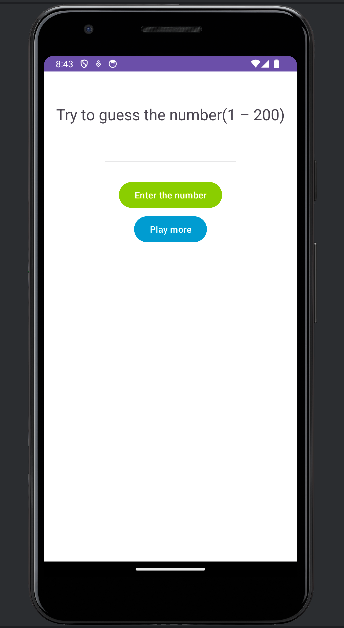 8:43
Try to guess the number(1 – 200)
Enter the number
Play more